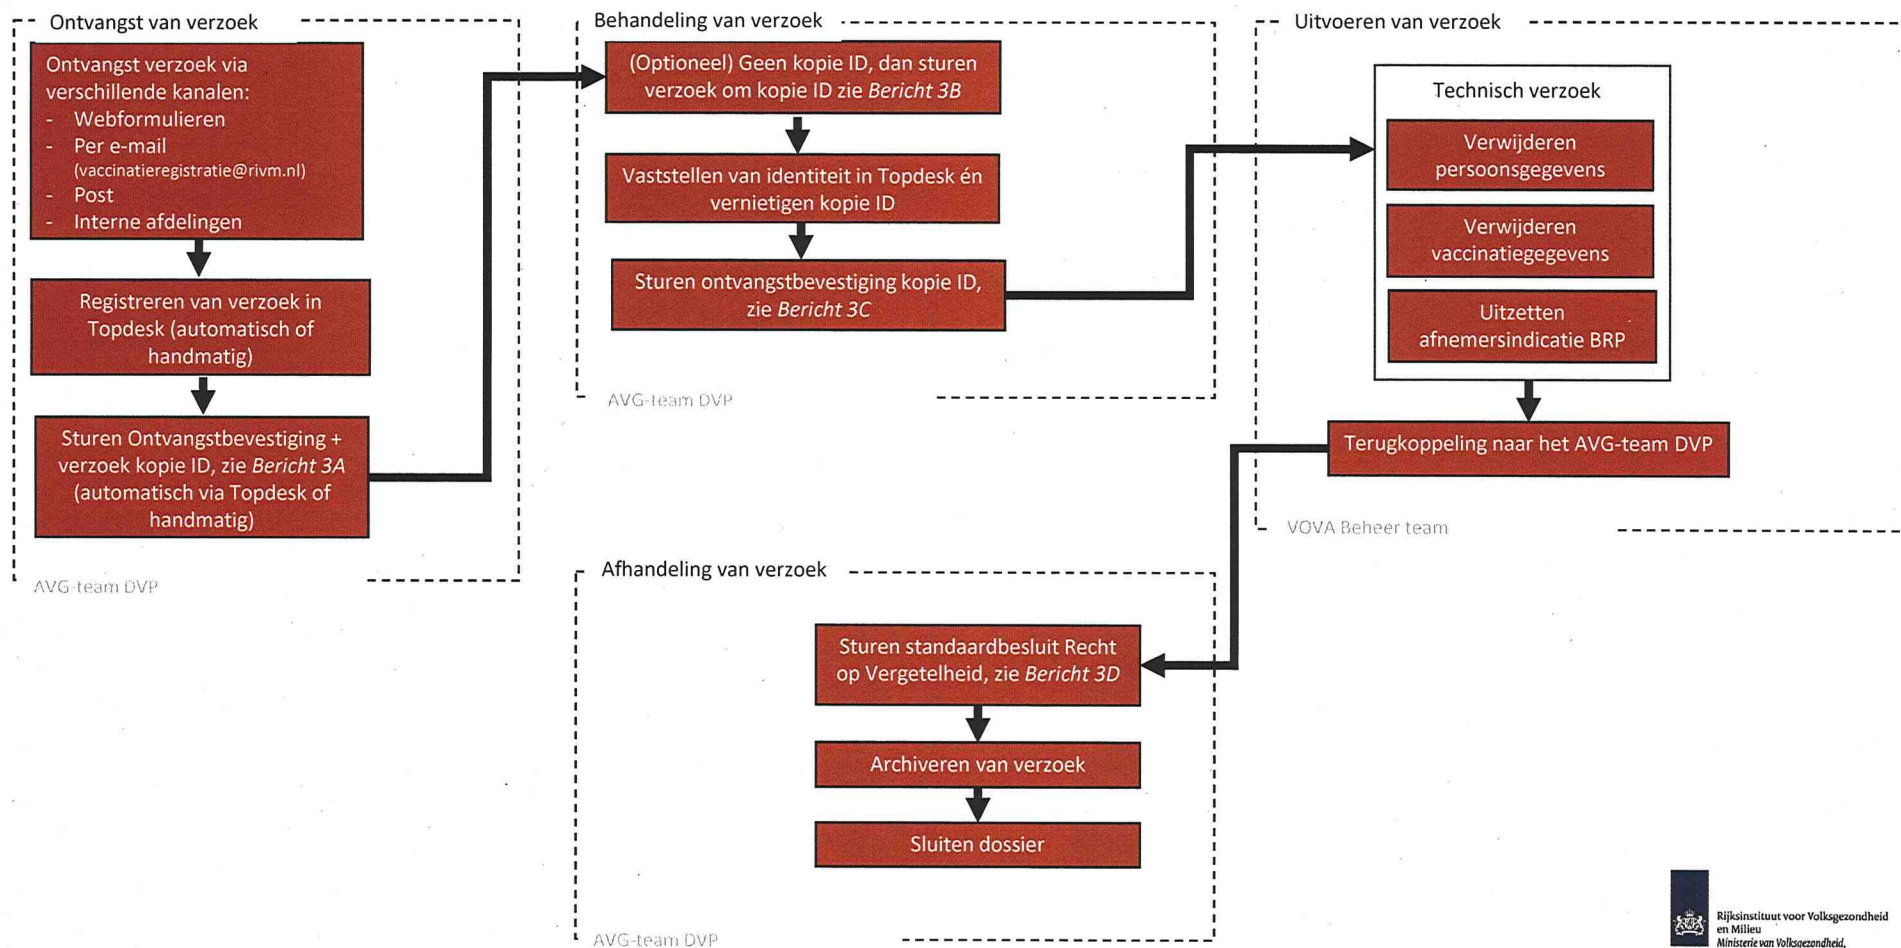 Ontvangst van verzoek
Ontvangst verzoek via
verschillende kanalen:
- Webformulieren
- Per e-mail
(vaccinatieregistratie@rivm.nl)
- Post
- Interne afdelingen
Registreren van verzoek in
Topdesk (automatisch of
handmatig)
Sturen Ontvangstbevestiging +
verzoek kopie ID, zie Bericht 3A
(automatisch via Topdesk of
handmatig)
AVG-team DVP
Behandeling van verzoek
(Optioneel) Geen kopie ID, dan sturen
verzoek om kopie ID zie Bericht 3B
Vaststellen van identiteit in Topdesk én
vernietigen kopie ID
Sturen ontvangstbevestiging kopie ID,
zie Bericht 3C
AVG-team DVP
Uitvoeren van verzoek
Technisch verzoek
Verwijderen
persoonsgegevens
Verwijderen
vaccinatiegegevens
Uitzetten
afnemersindicatie BRP
Terugkoppeling naar het AVG-team DVP
VOVA Beheer team
Afhandeling van verzoek
Sturen standaardbesluit Recht
op Vergetelheid, zie Bericht 3D
Archiveren van verzoek
Sluiten dossier
AVG-team DVP
Rijksinstituut voor Volksgezondheid
en Milieu
Ministerie van Volksgezondheid,